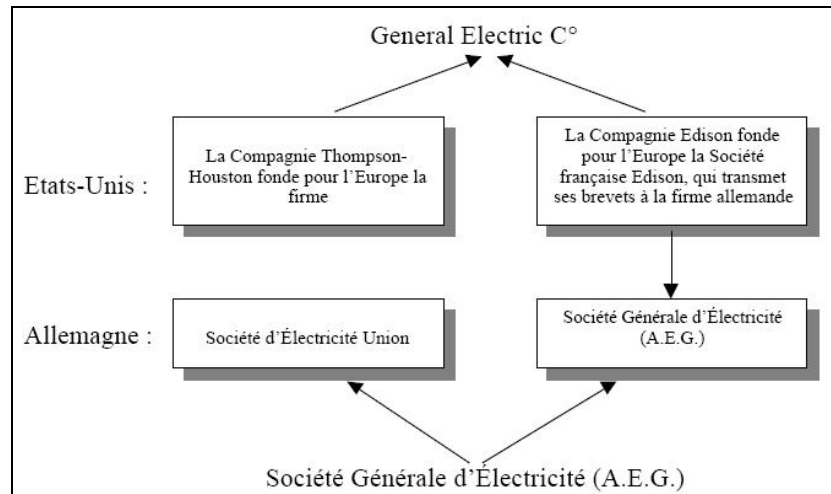 General Electric C°
Etats-Unis :
La Compagnie Thompson-
Houston fonde pour l'Europe la
firme
La Compagnie Edison fonde
pour l'Europe la Société
française Edison, qui transmet
ses brevets à la firme allemande
Allemagne :
Société d'Électricité Union
Société Générale d'Électricité
(A.E.G.)
Société Générale d'Électricité (A.E.G.)